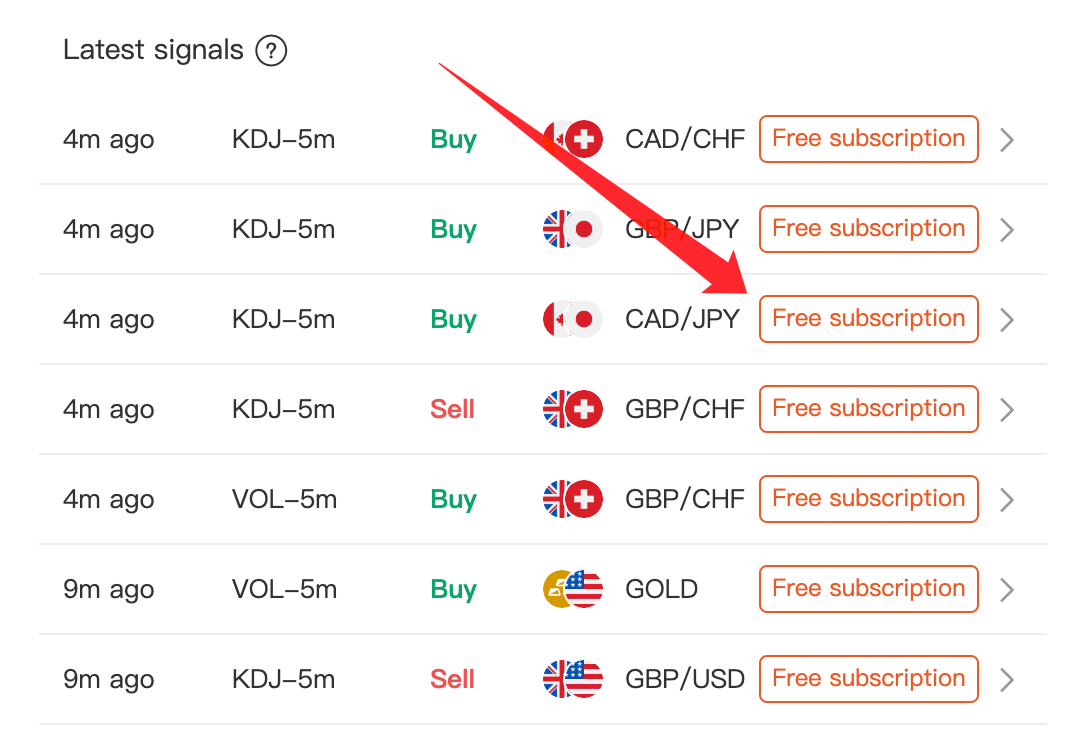 Latest signals ?
4m ago KDJ-5m Buy CAD/CHF Free subscription
4m ago KDJ-5m Buy GBP/JPY Free subscription
4m ago KDJ-5m Buy CAD/JPY Free subscription
4m ago KDJ-5m Sell GBP/CHF Free subscription
4m ago VOL-5m Buy GBP/CHF Free subscription
9m ago VOL-5m Buy GOLD Free subscription
9m ago KDJ-5m Sell GBP/USD Free subscription